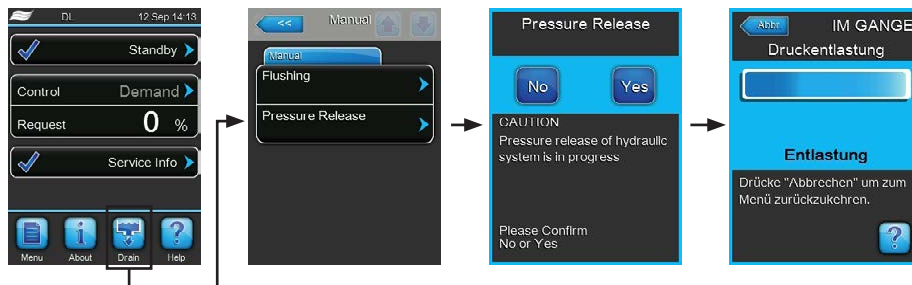 DL 12 Sep 14:13
Standby
Control Demand
Request 0 %
Service Info
Menu About Drain Help
<< Manual
Manual
Flushing
Pressure Release
Pressure Release
No Yes
CAUTION
Pressure release of hydraulic
system is in progress
Please Confirm
No or Yes
Abbr IM GANGE
Druckentlastung
Entlastung
Drücke "Abbrechen" um zum
Menü zurückzukehren.
?